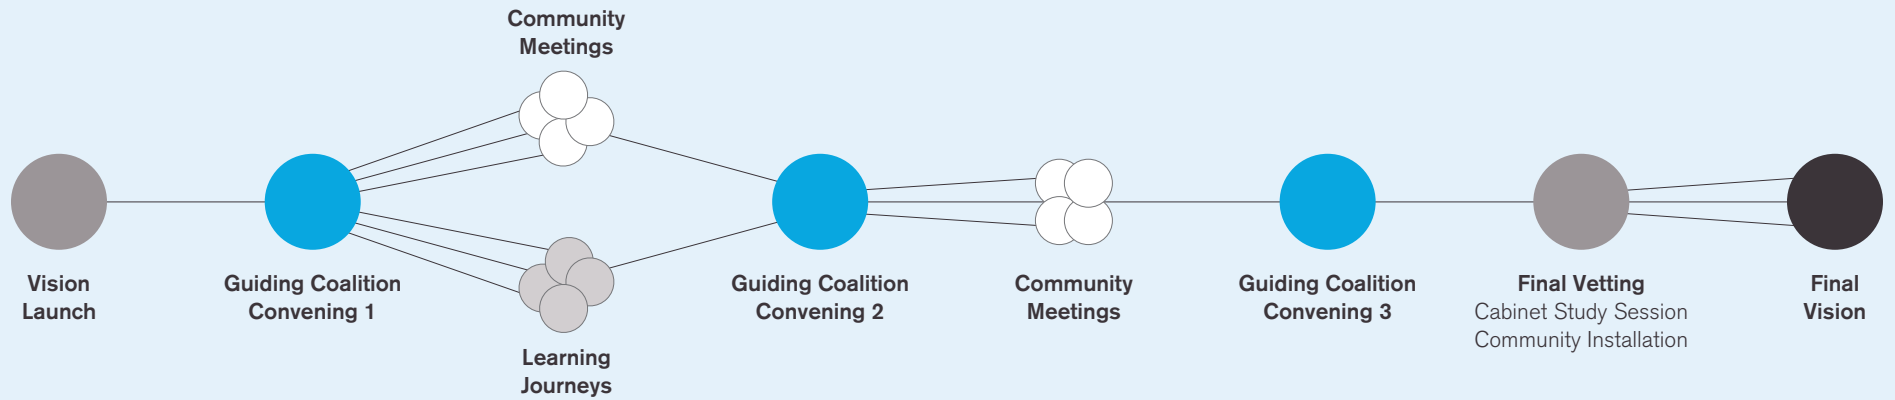 Community
Meetings
Vision
Launch
Guiding Coalition
Convening 1
Learning
Journeys
Guiding Coalition
Convening 2
Community
Meetings
Guiding Coalition
Convening 3
Final Vetting
Cabinet Study Session
Community Installation
Final
Vision